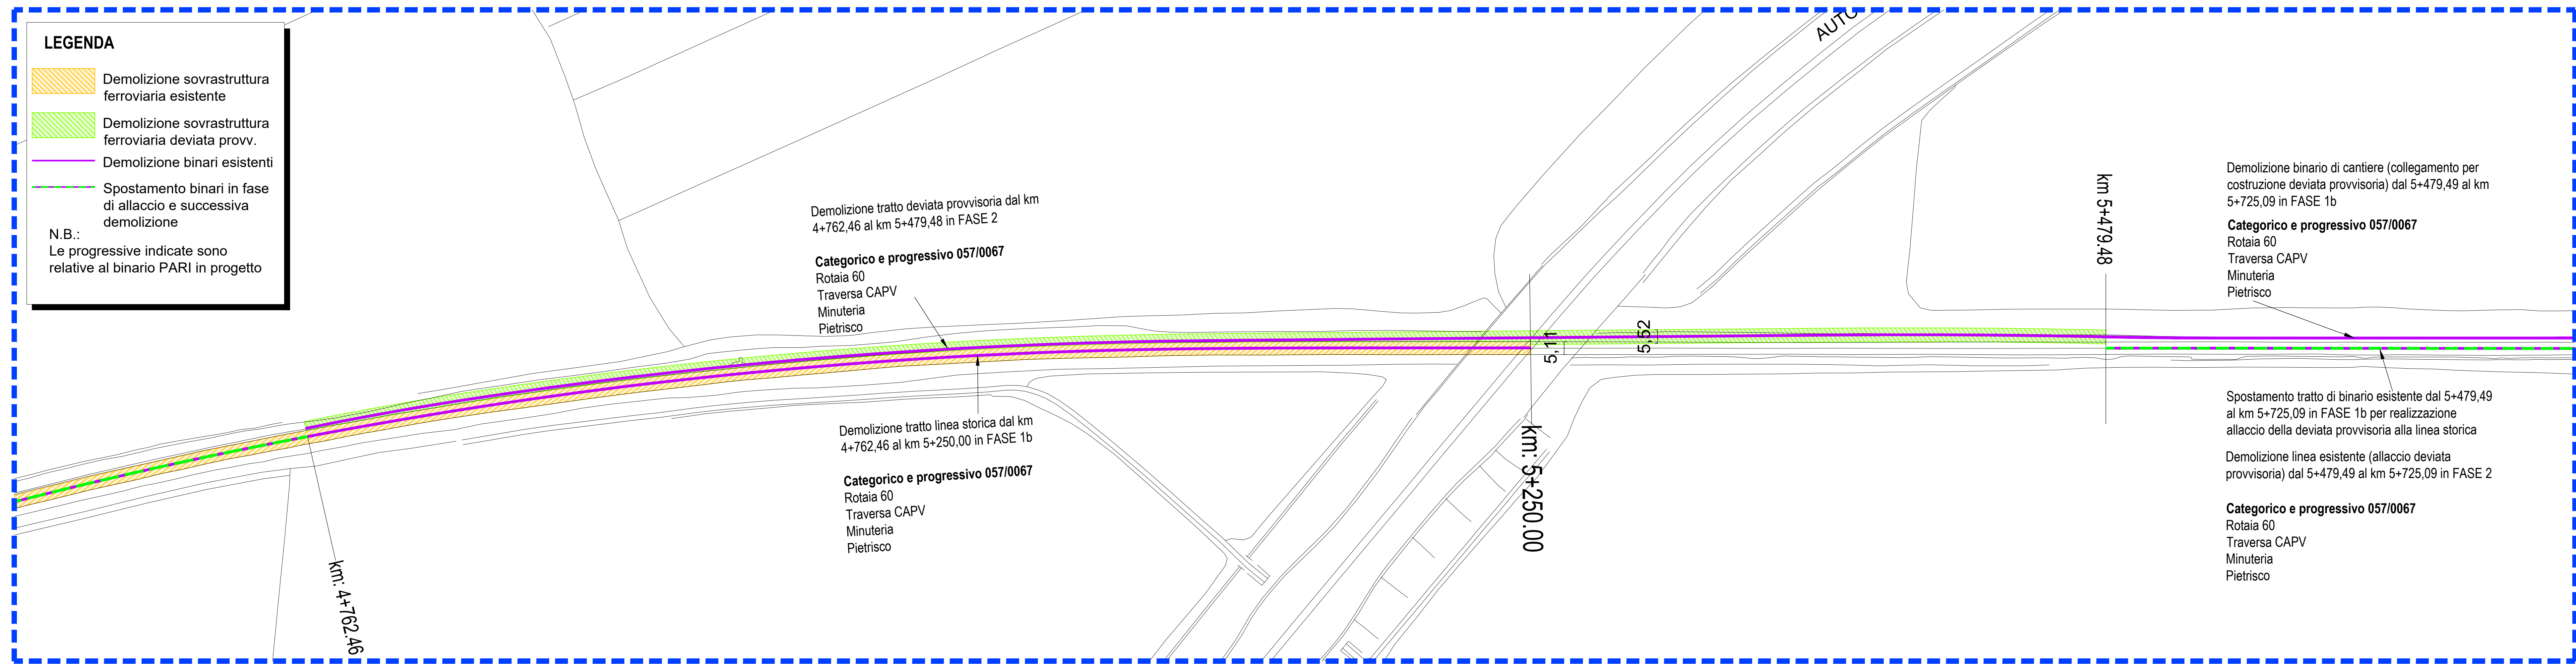 LEGENDA
Demolizione sovrastruttura
ferroviaria esistente
Demolizione sovrastruttura
ferroviaria deviata provv.
Demolizione binari esistenti
Spostamento binari in fase
di allaccio e successiva
demolizione
N.B.:
Le progressive indicate sono
relative al binario PARI in progetto
km: 4+762.46
Demolizione tratto deviata provvisoria dal km
4+762,46 al km 5+479,48 in FASE 2
Categorico e progressivo 057/0067
Rotaia 60
Traversa CAPV
Minuteria
Pietrisco
Demolizione tratto linea storica dal km
4+762,46 al km 5+250,00 in FASE 1b
Categorico e progressivo 057/0067
Rotaia 60
Traversa CAPV
Minuteria
Pietrisco
AUTO
5,11
5,52
km: 5+250.00
km 5+479.48
Demolizione binario di cantiere (collegamento per
costruzione deviata provvisoria) dal 5+479,49 al km
5+725,09 in FASE 1b
Categorico e progressivo 057/0067
Rotaia 60
Traversa CAPV
Minuteria
Pietrisco
Spostamento tratto di binario esistente dal 5+479,49
al km 5+725,09 in FASE 1b per realizzazione
allaccio della deviata provvisoria alla linea storica
Demolizione linea esistente (allaccio deviata
provvisoria) dal 5+479,49 al km 5+725,09 in FASE 2
Categorico e progressivo 057/0067
Rotaia 60
Traversa CAPV
Minuteria
Pietrisco